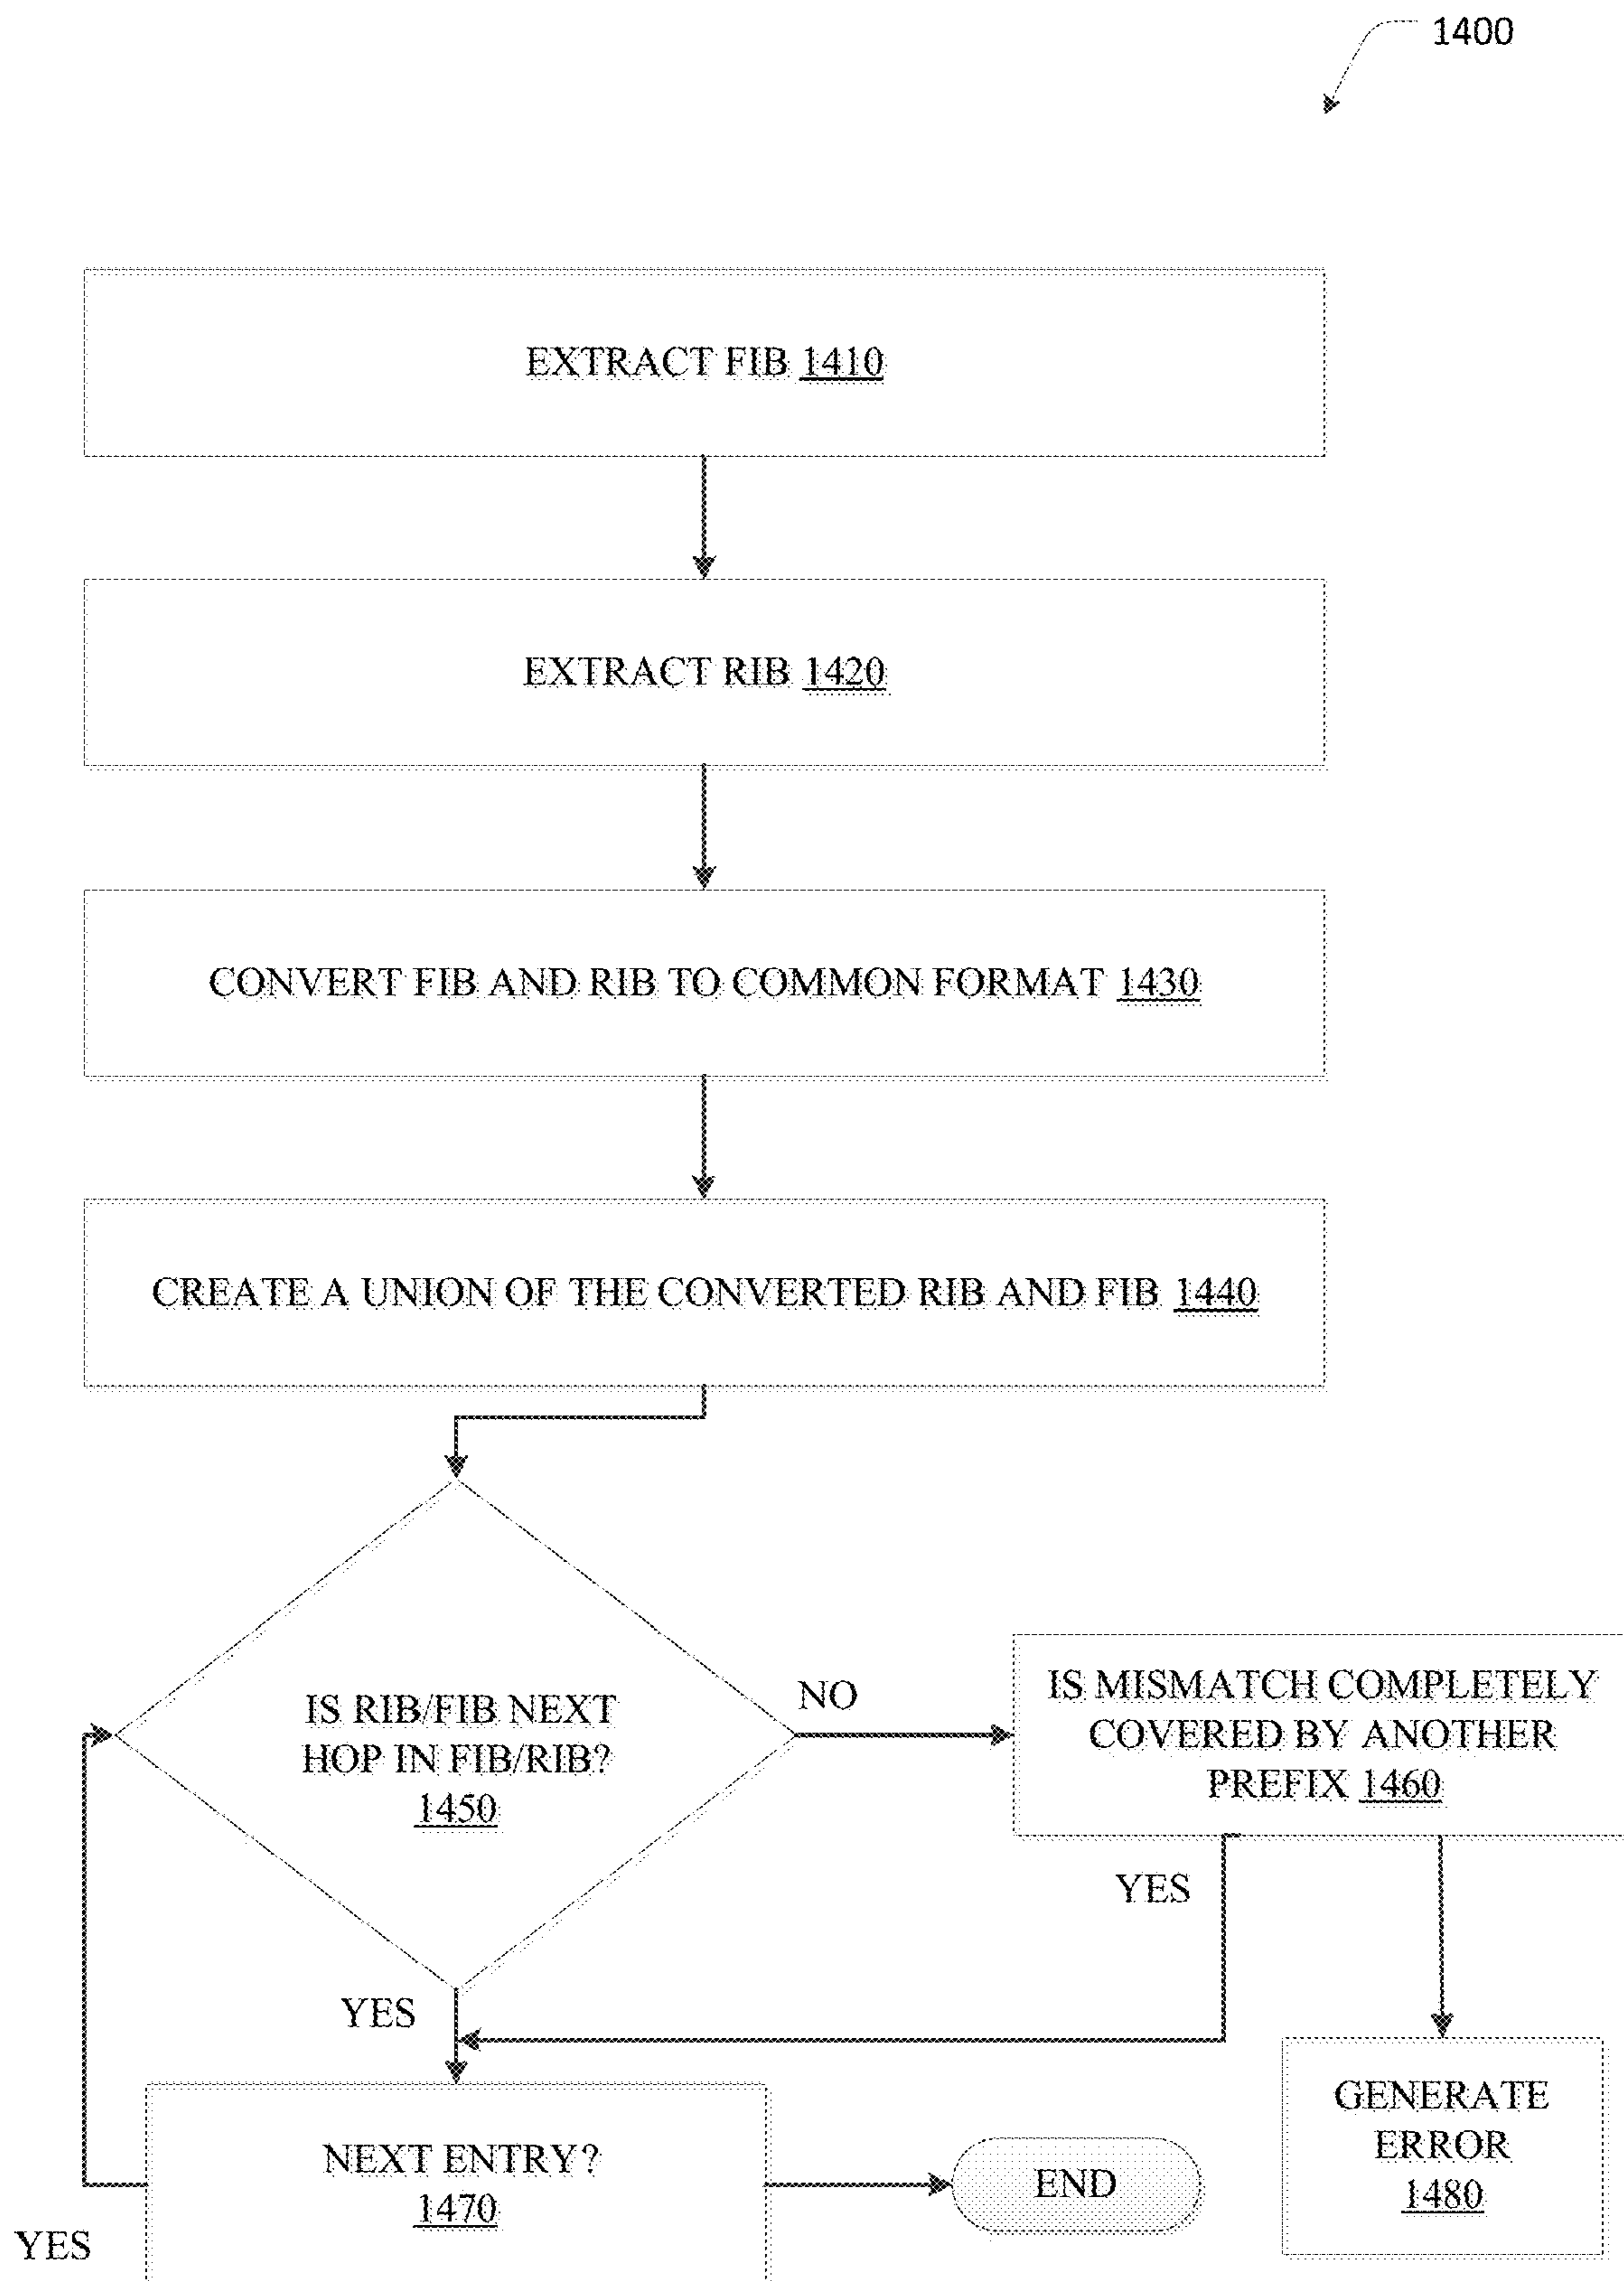 1400
EXTRACT FIB 1410
EXTRACT RIB 1420
CONVERT FIB AND RIB TO COMMON FORMAT 1430
CREATE A UNION OF THE CONVERTED RIB AND FIB 1440
IS RIB/FIB NEXT
HOP IN FIB/RIB?
1450
NO
IS MISMATCH COMPLETELY
COVERED BY ANOTHER
PREFIX 1460
YES
YES
GENERATE
ERROR
1480
NEXT ENTRY?
1470
END
YES